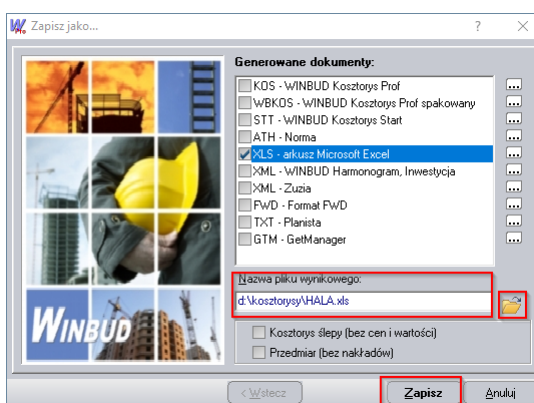 Zapisz jako...
Generowane dokumenty:
KOS - WINBUD Kosztorys Prof
WBKOS - WINBUD Kosztorys Prof spakowany
STT - WINBUD Kosztorys Start
ATH - Norma
XLS - arkusz Microsoft Excel
XML - WINBUD Harmonogram, Inwestycja
XML - Zuzia
FWD - Format FWD
TXT - Planista
GTM - GetManager
Nazwa pliku wynikowego:
d:\kosztorysy\HALA.xls
WINBUD
Kosztorys ślepy (bez cen i wartości)
Przedmiar (bez nakładów)
< Wstecz
Zapisz
Anuluj